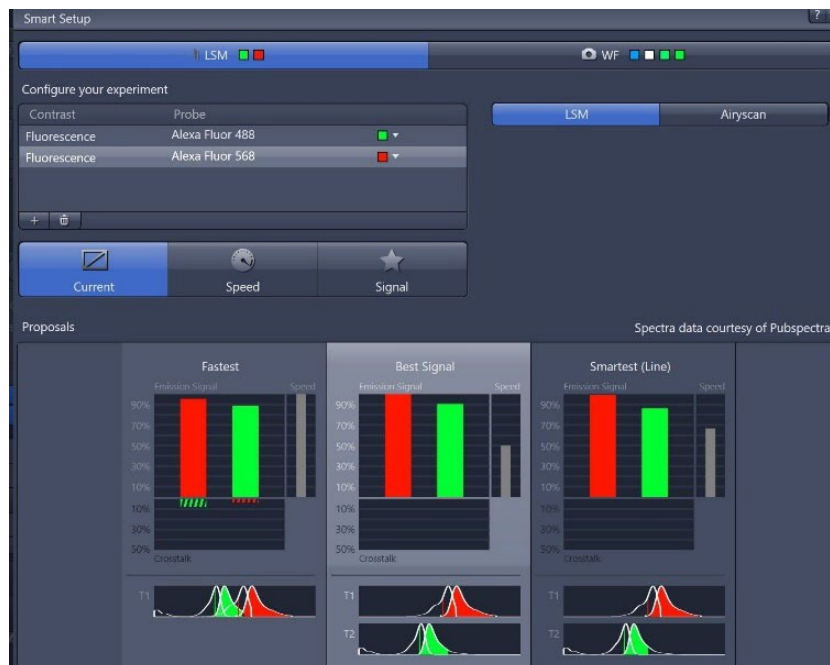 Smart Setup ?
LSM WF
Configure your experiment
Contrast Probe
Fluorescence Alexa Fluor 488
Fluorescence Alexa Fluor 568
+
LSM Airyscan
Current Speed Signal
Proposals Spectra data courtesy of Pubspectra
Fastest
Emission Signal Speed
90%
70%
50%
30%
10%
10%
30%
50%
Crosstalk
T1
Best Signal
Emission Signal Speed
90%
70%
50%
30%
10%
10%
30%
50%
Crosstalk
T1
T2
Smartest (Line)
Emission Signal Speed
90%
70%
50%
30%
10%
10%
30%
50%
Crosstalk
T1
T2